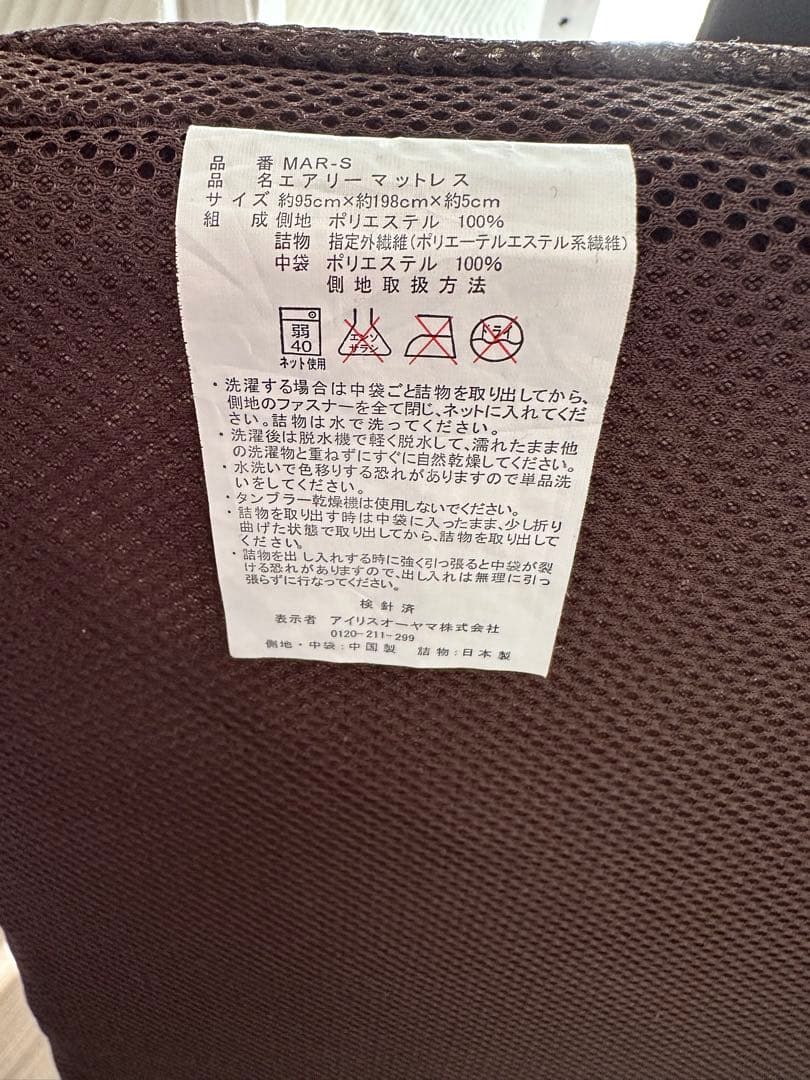 品番 MAR-S
品名 エアリーマットレス
サイズ 約95cm×約198cm×約5cm
組成 側地 ポリエステル 100%
詰物 指定外繊維(ポリエーテルエステル系繊維)
中袋 ポリエステル 100%
側地取扱方法
弱 40 エンソ サラシ ドライ
ネット使用
・洗濯する場合は中袋ごと詰物を取り出してから、
側地のファスナーを全て閉じ、ネットに入れてくだ
さい。詰物は水で洗ってください。
・洗濯後は脱水機で軽く脱水して、濡れたまま他
の洗濯物と重ねずにすぐに自然乾燥してください。
・水洗いで色移りする恐れがありますので単品洗
いをしてください。
・タンブラー乾燥機は使用しないでください。
・詰物を取り出す時は中袋に入ったまま、少し折り
曲げた状態で取り出してから、詰物を取り出して
ください。
・詰物を出し入れする時に強く引っ張ると中袋が裂
ける恐れがありますので、出し入れは無理に引っ
張らずに行なってください。
検針済
表示者 アイリスオーヤマ株式会社
0120-211-299
側地・中袋:中国製 詰物:日本製